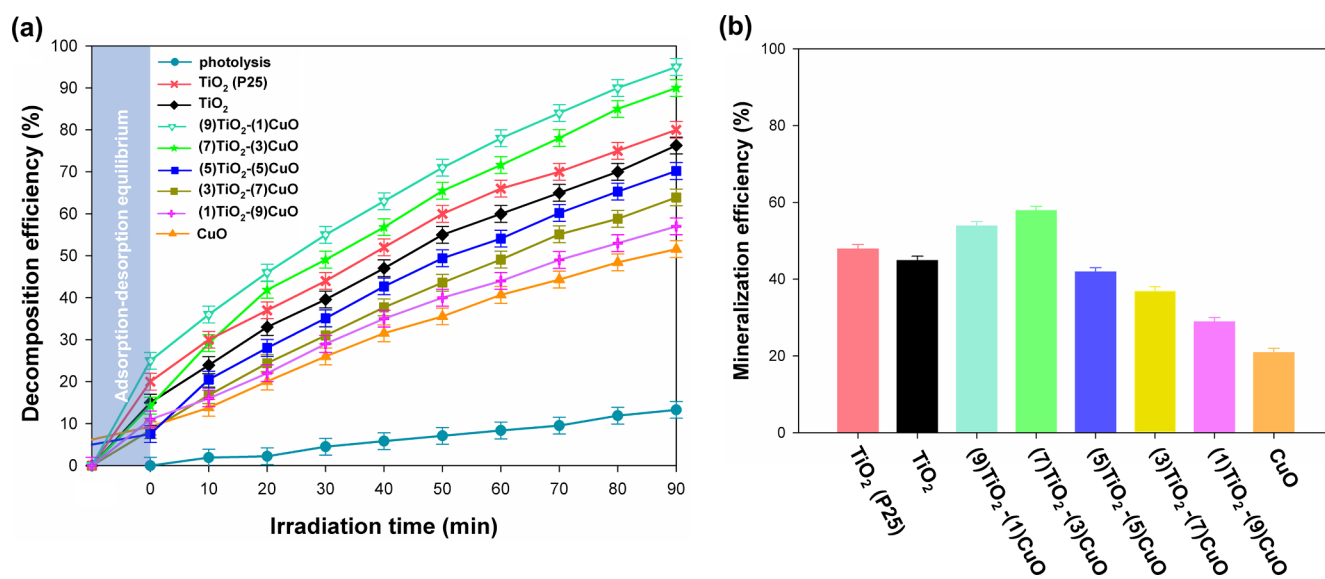 (a)
Decomposition efficiency (%)
100
90
80
70
60
50
40
30
20
10
0
Adsorption-desorption equilibrium
photolysis
TiO₂ (P25)
TiO₂
(9)TiO₂-(1)CuO
(7)TiO₂-(3)CuO
(5)TiO₂-(5)CuO
(3)TiO₂-(7)CuO
(1)TiO₂-(9)CuO
CuO
0 10 20 30 40 50 60 70 80 90
Irradiation time (min)
(b)
Mineralization efficiency (%)
100
80
60
40
20
0
TiO₂ (P25)
TiO₂
(9)TiO₂-(1)CuO
(7)TiO₂-(3)CuO
(5)TiO₂-(5)CuO
(3)TiO₂-(7)CuO
(1)TiO₂-(9)CuO
CuO